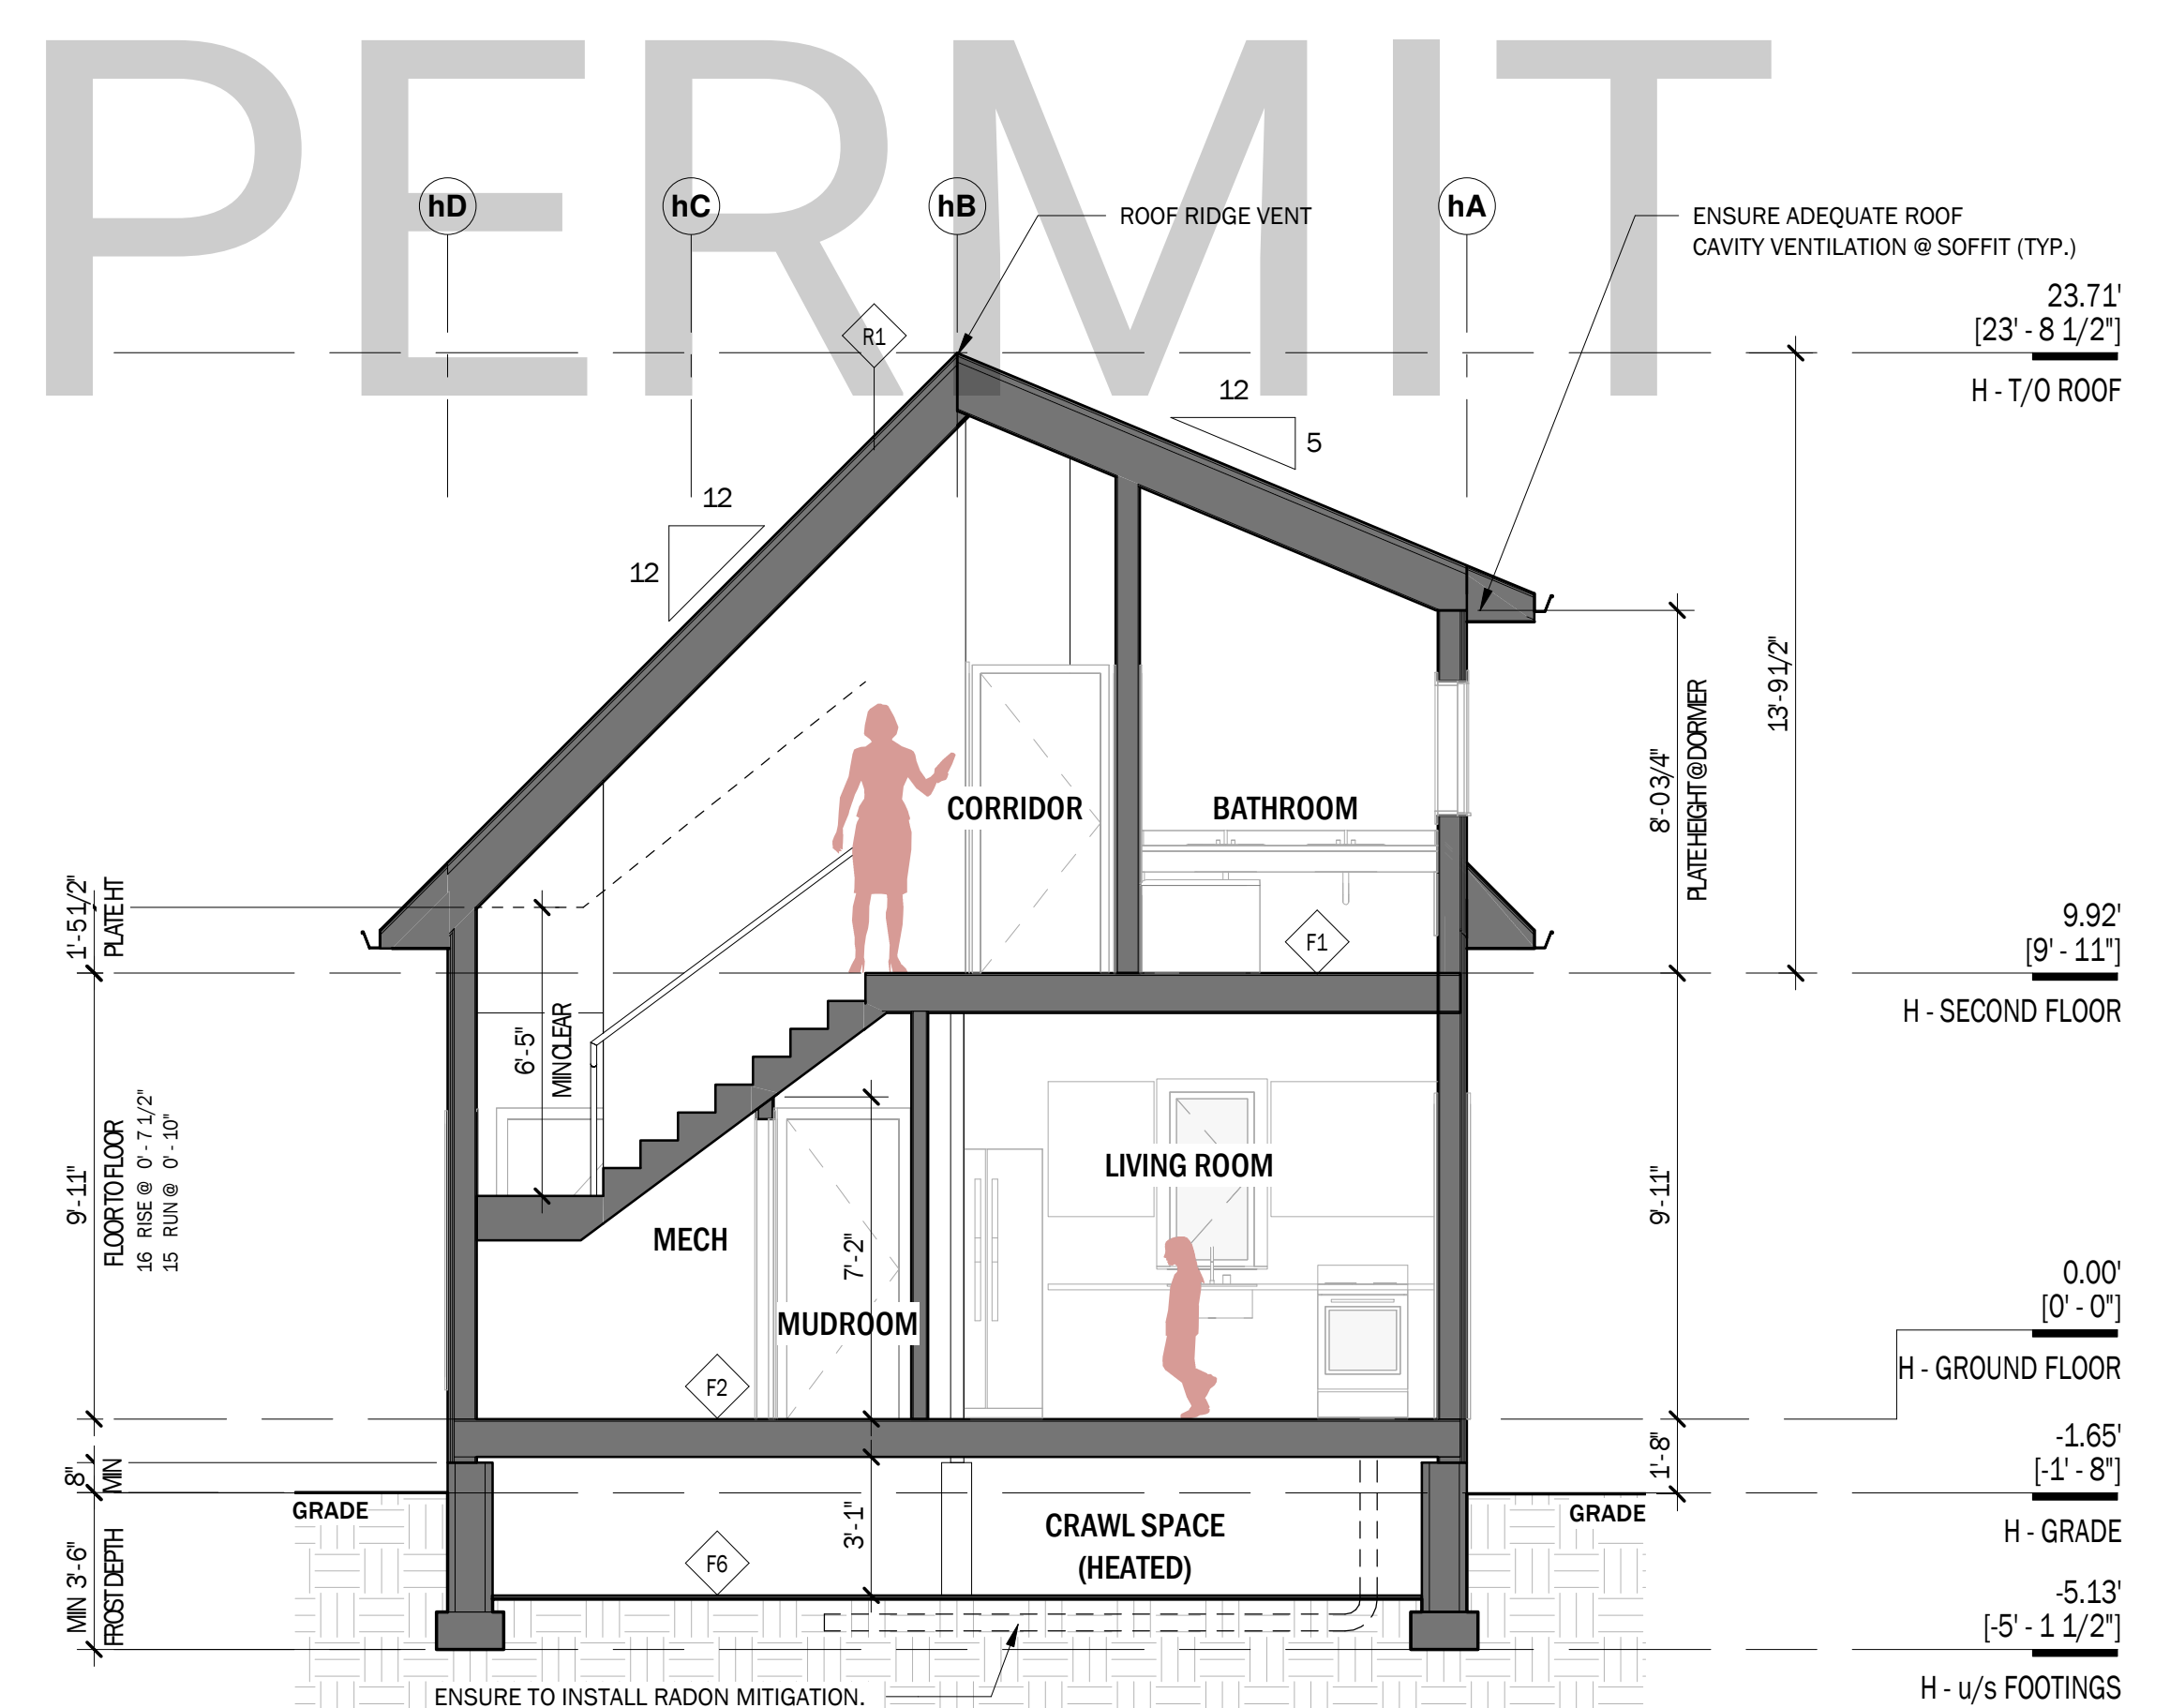 PERMIT
hD
hC
hB
hA
ROOF RIDGE VENT
ENSURE ADEQUATE ROOF
CAVITY VENTILATION @ SOFFIT (TYP.)
23.71'
[23' - 8 1/2"]
H - T/O ROOF
R1
12
5
12
12
13'-9 1/2"
8'-0 3/4"
PLATE HEIGHT @ DORMER
CORRIDOR
BATHROOM
1'-5 1/2"
PLATE HT
F1
9.92'
[9' - 11"]
H - SECOND FLOOR
6'-5"
MIN CLEAR
9'-11"
FLOOR TO FLOOR
16 RISE @ 0' - 7 1/2"
15 RUN @ 0' - 10"
LIVING ROOM
9'-11"
MECH
7'-2"
MUDROOM
0.00'
[0' - 0"]
H - GROUND FLOOR
F2
8"
MIN
1'-8"
-1.65'
[-1' - 8"]
H - GRADE
GRADE
GRADE
3'-1"
CRAWL SPACE
(HEATED)
F6
MIN 3'-6"
FROST DEPTH
-5.13'
[-5' - 1 1/2"]
H - u/s FOOTINGS
ENSURE TO INSTALL RADON MITIGATION.